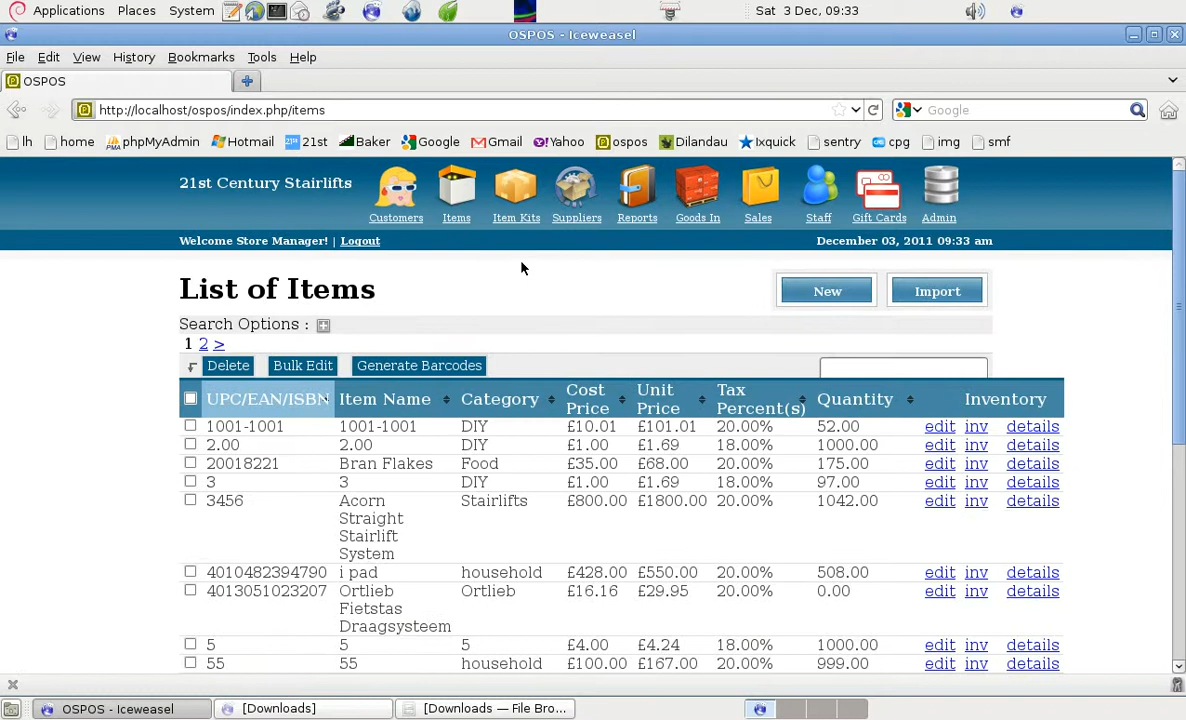 Applications Places System Sat 3 Dec, 09:33
OSPOS - Iceweasel
File Edit View History Bookmarks Tools Help
OSPOS
http://localhost/ospos/index.php/items Google
lh home phpMyAdmin Hotmail 21st Baker Google Gmail Yahoo ospos Dilandau Ixquick sentry cpg img smf
21st Century Stairlifts
Customers Items Item Kits Suppliers Reports Goods In Sales Staff Gift Cards Admin
Welcome Store Manager! | Logout December 03, 2011 09:33 am
List of Items New Import
Search Options :
1 2 >
Delete Bulk Edit Generate Barcodes
UPC/EAN/ISBN Item Name Category Cost Price Unit Price Tax Percent(s) Quantity Inventory
1001-1001 1001-1001 DIY £10.01 £101.01 20.00% 52.00 edit inv details
2.00 2.00 DIY £1.00 £1.69 18.00% 1000.00 edit inv details
20018221 Bran Flakes Food £35.00 £68.00 20.00% 175.00 edit inv details
3 3 DIY £1.00 £1.69 18.00% 97.00 edit inv details
3456 Acorn Stairlifts £800.00 £1800.00 20.00% 1042.00 edit inv details
Straight
Stairlift
System
4010482394790 i pad household £428.00 £550.00 20.00% 508.00 edit inv details
4013051023207 Ortlieb Ortlieb £16.16 £29.95 20.00% 0.00 edit inv details
Fietstas
Draagsysteem
5 5 5 £4.00 £4.24 18.00% 1000.00 edit inv details
55 55 household £100.00 £167.00 20.00% 999.00 edit inv details
OSPOS - Iceweasel [Downloads] [Downloads — File Bro...